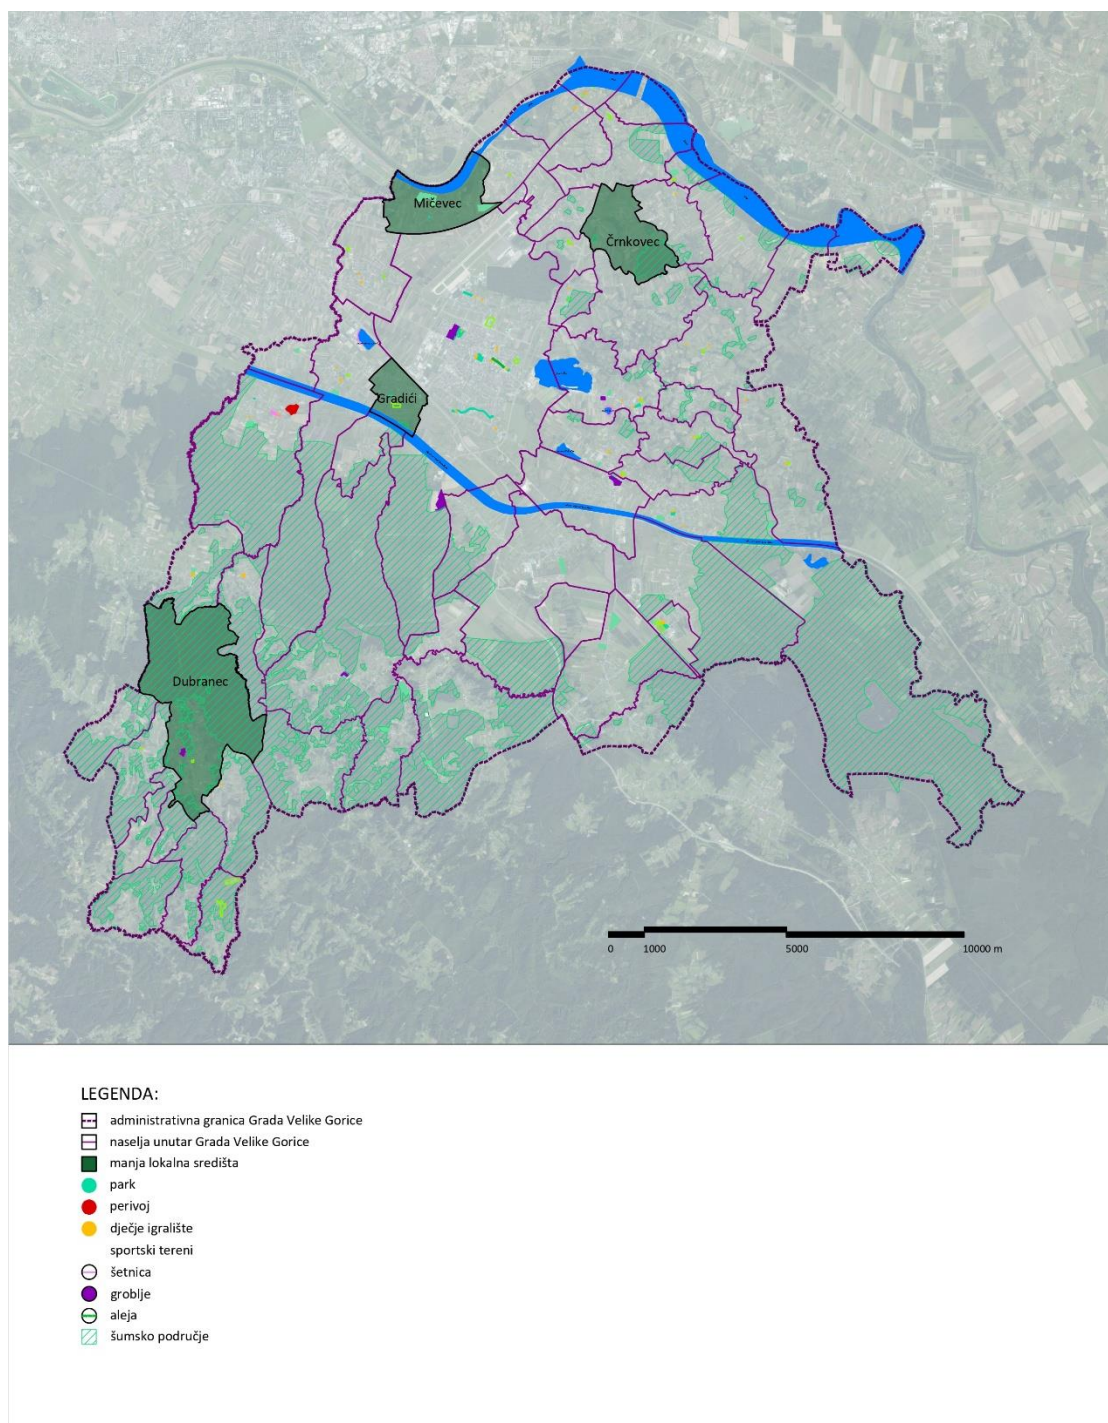 Mičevec
Črnkovec
Gradići
Dubranec
0 1000 5000 10000 m
LEGENDA:
administrativna granica Grada Velike Gorice
naselja unutar Grada Velike Gorice
manja lokalna središta
park
perivoj
dječje igralište
sportski tereni
šetnica
groblje
aleja
šumsko područje